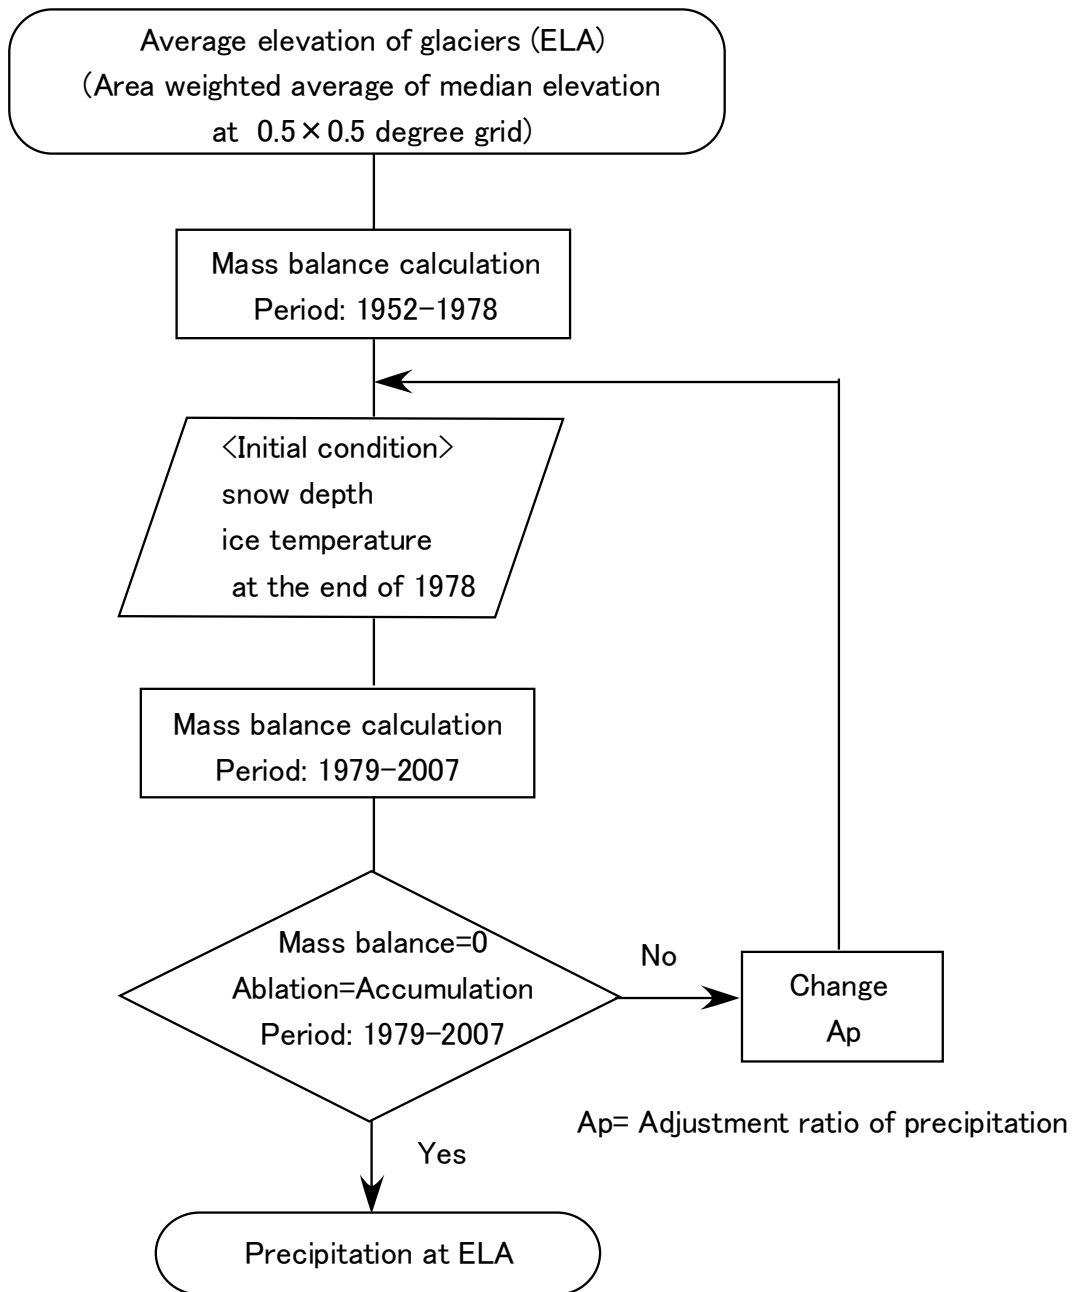 Average elevation of glaciers (ELA)
(Area weighted average of median elevation
at 0.5×0.5 degree grid)
Mass balance calculation
Period: 1952-1978
<Initial condition>
snow depth
ice temperature
at the end of 1978
Mass balance calculation
Period: 1979-2007
Mass balance=0
Ablation=Accumulation
Period: 1979-2007
No
Change
Ap
Ap= Adjustment ratio of precipitation
Yes
Precipitation at ELA